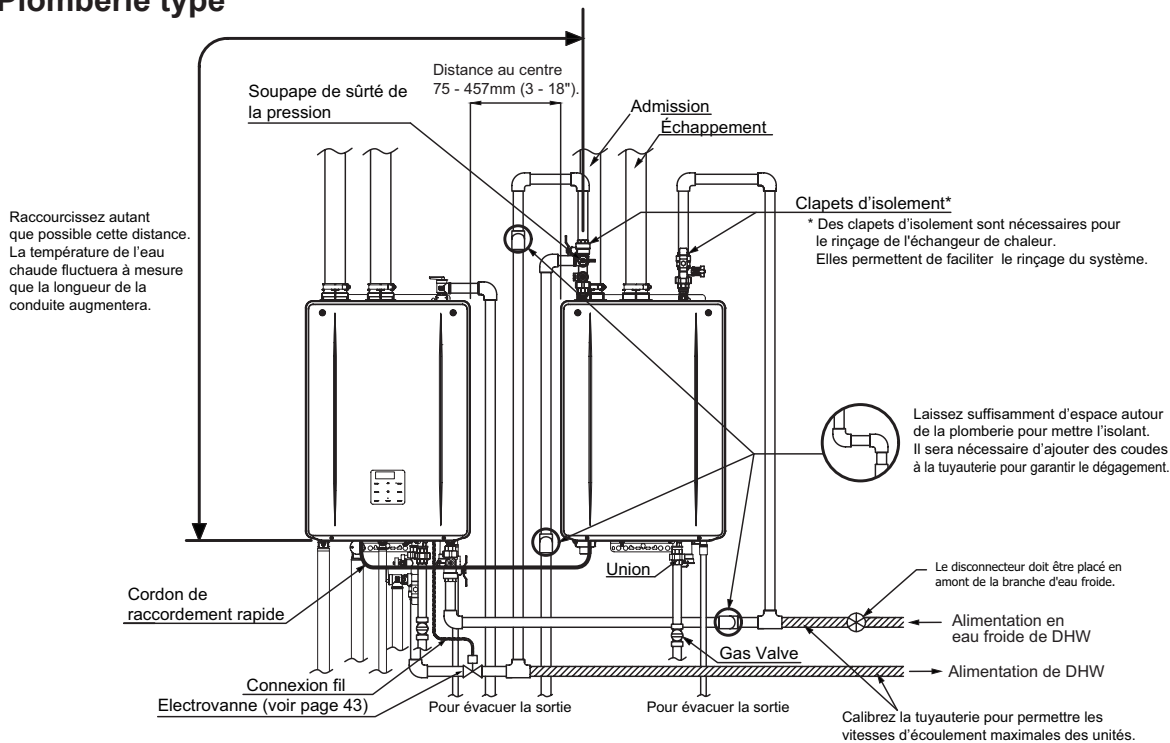 Plomberie type
Distance au centre
75 - 457mm (3 - 18").
Soupape de sûrté de
la pression
Admission
Échappement
Clapets d'isolement*
* Des clapets d'isolement sont nécessaires pour
le rinçage de l'échangeur de chaleur.
Elles permettent de faciliter le rinçage du système.
Raccourcissez autant
que possible cette distance.
La température de l'eau
chaude fluctuera à mesure
que la longueur de la
conduite augmentera.
Laissez suffisamment d'espace autour
de la plomberie pour mettre l'isolant.
Il sera nécessaire d'ajouter des coudes
à la tuyauterie pour garantir le dégagement.
Union
Le disconnecteur doit être placé en
amont de la branche d'eau froide.
Cordon de
raccordement rapide
Alimentation en
eau froide de DHW
Gas Valve
Alimentation de DHW
Connexion fil
Electrovanne (voir page 43)
Pour évacuer la sortie
Pour évacuer la sortie
Calibrez la tuyauterie pour permettre les
vitesses d'écoulement maximales des unités.